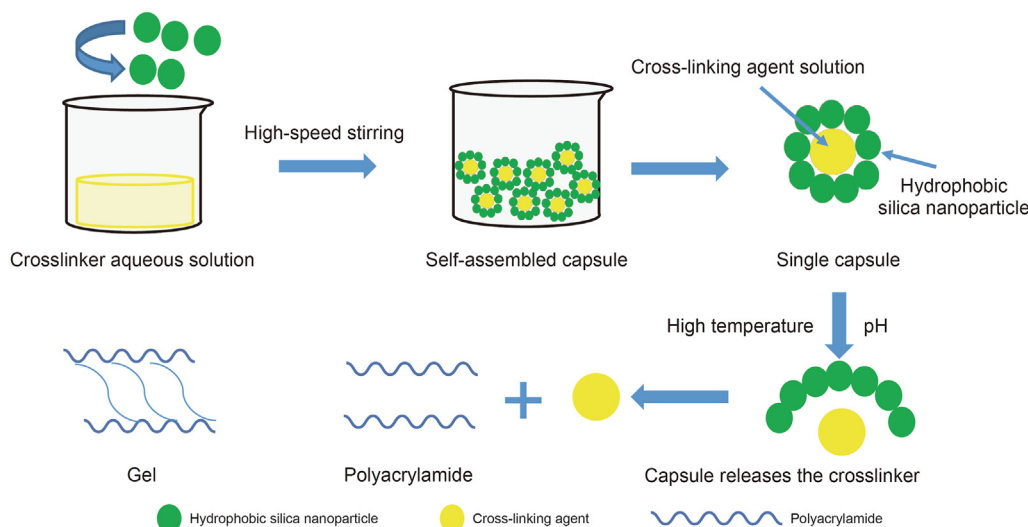 High-speed stirring
Cross-linking agent solution
Hydrophobic
silica nanoparticle
Crosslinker aqueous solution
Self-assembled capsule
Single capsule
High temperature
pH
Gel
Polyacrylamide
Capsule releases the crosslinker
Hydrophobic silica nanoparticle
Cross-linking agent
Polyacrylamide